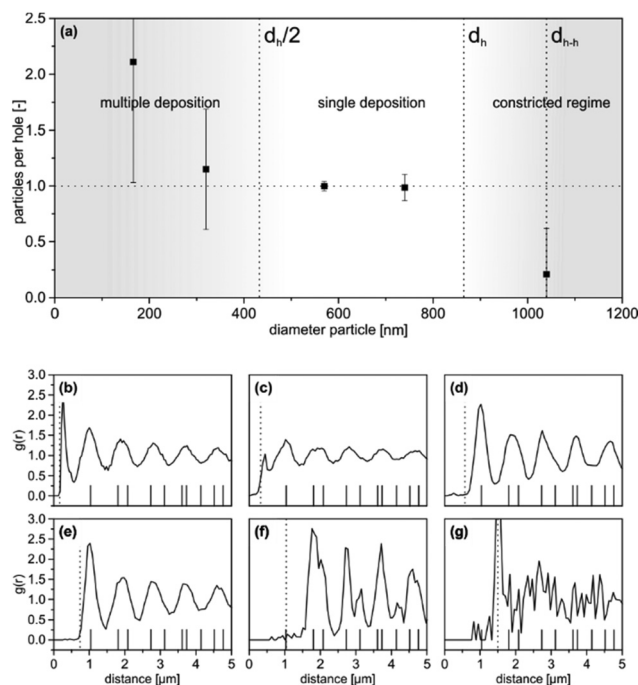 (a)
d_h/2
d_h
d_h-h
multiple deposition
single deposition
constricted regime
particles per hole [-]
2.5
2.0
1.5
1.0
0.5
0.0
0 200 400 600 800 1000 1200
diameter particle [nm]
(b) (c) (d)
g(r)
3.0
2.5
2.0
1.5
1.0
0.5
0.0
(e) (f) (g)
g(r)
3.0
2.5
2.0
1.5
1.0
0.5
0.0
0 1 2 3 4 5 0 1 2 3 4 5 0 1 2 3 4 5
distance [µm] distance [µm] distance [µm]